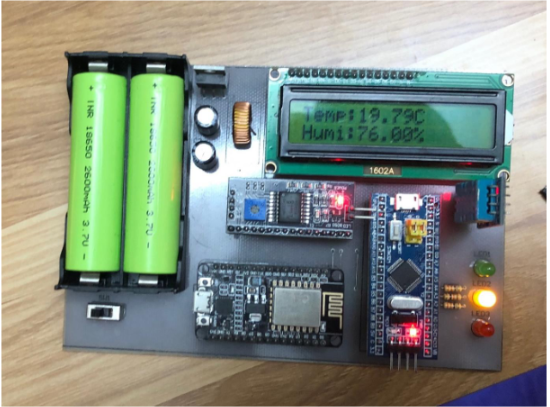 + INR 18650 2600mAh 3.7V -
+ INR 18650 2600mAh 3.7V -
Temp:19.79C
Humi:76.00%
1602A